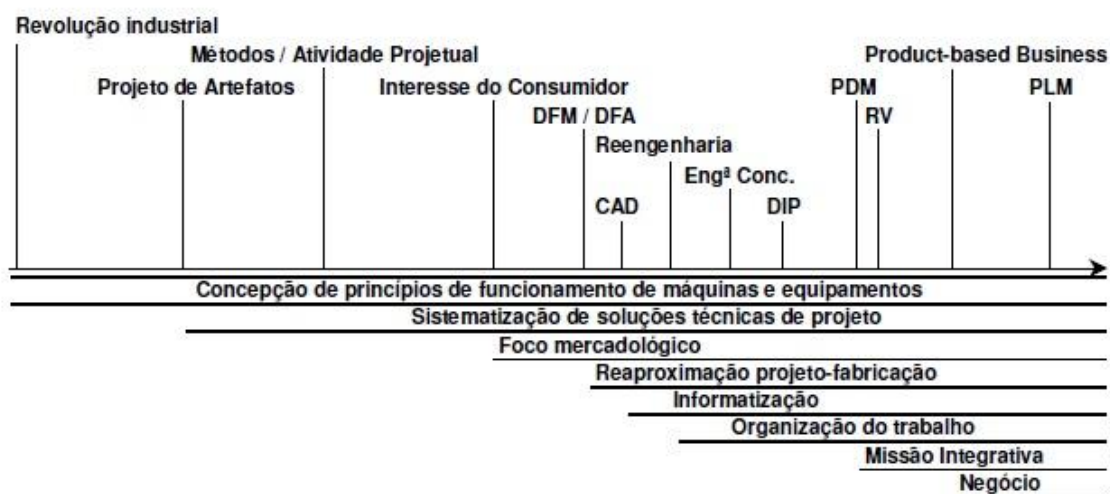 Revolução industrial
Métodos / Atividade Projetual
Product-based Business
Projeto de Artefatos
Interesse do Consumidor
PDM
PLM
DFM / DFA
RV
Reengenharia
Engª Conc.
CAD
DIP
Concepção de princípios de funcionamento de máquinas e equipamentos
Sistematização de soluções técnicas de projeto
Foco mercadológico
Reaproximação projeto-fabricação
Informatização
Organização do trabalho
Missão Integrativa
Negócio